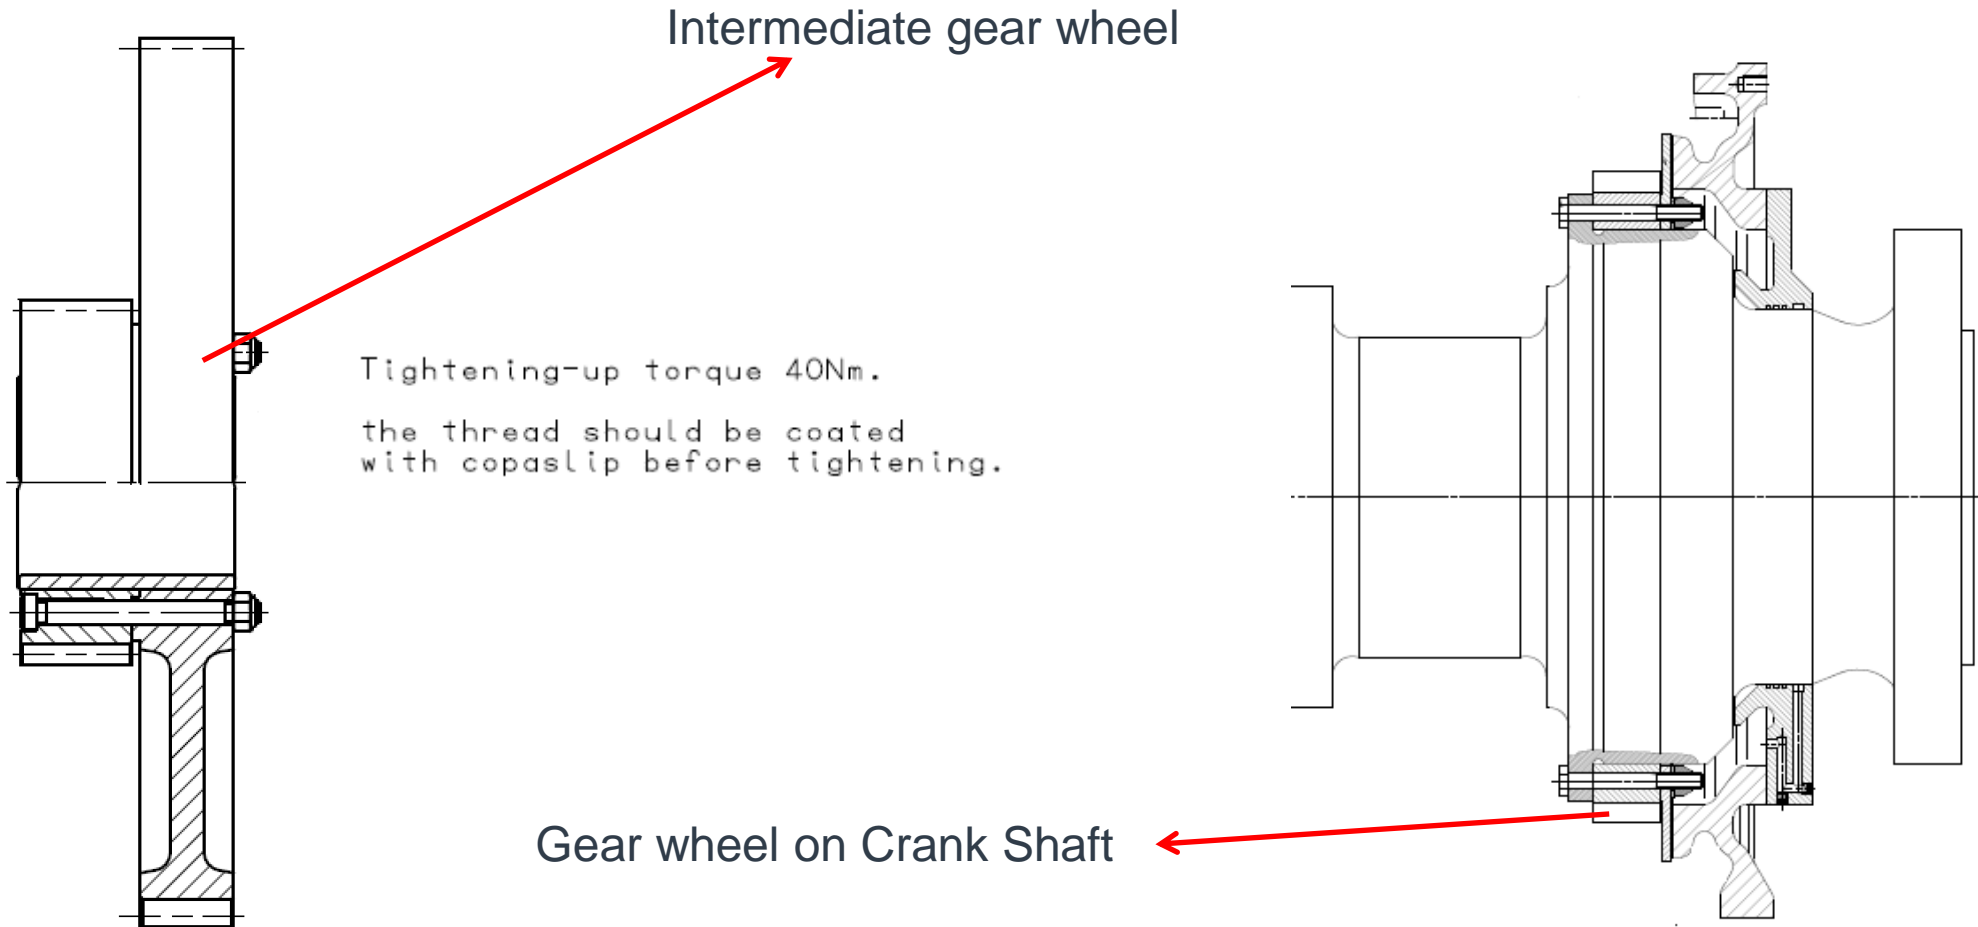 Intermediate gear wheel
Tightening-up torque 40Nm.
the thread should be coated
with copaslip before tightening.
Gear wheel on Crank Shaft